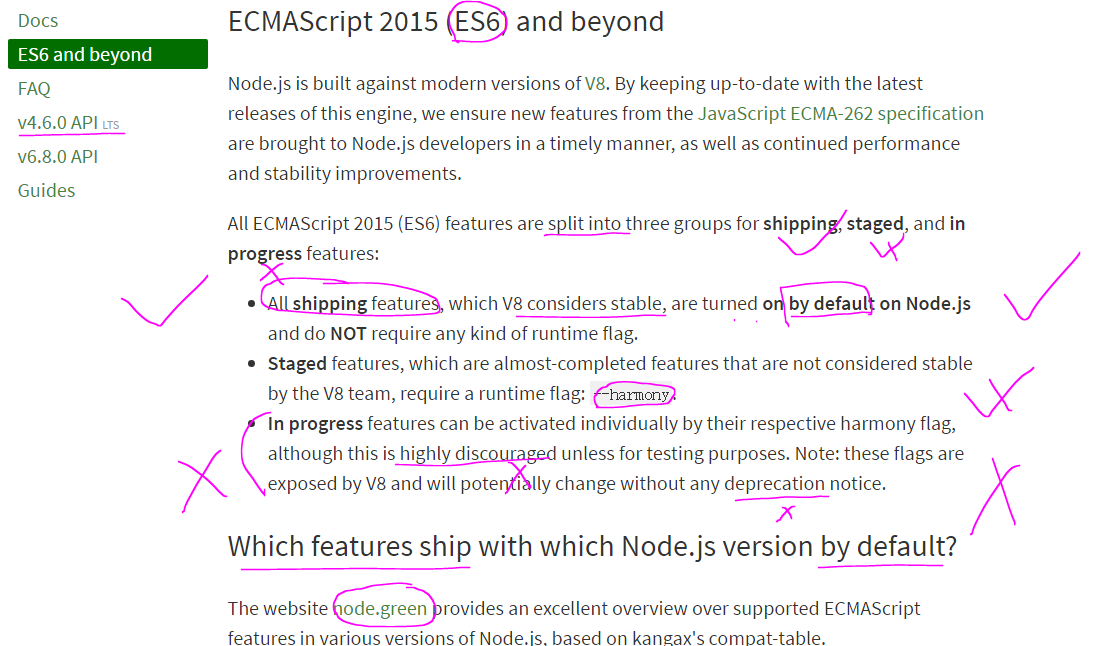 Docs
ES6 and beyond
FAQ
v4.6.0 API LTS
v6.8.0 API
Guides
ECMAScript 2015 (ES6) and beyond
Node.js is built against modern versions of V8. By keeping up-to-date with the latest
releases of this engine, we ensure new features from the JavaScript ECMA-262 specification
are brought to Node.js developers in a timely manner, as well as continued performance
and stability improvements.
All ECMAScript 2015 (ES6) features are split into three groups for shipping, staged, and in
progress features:
• All shipping features, which V8 considers stable, are turned on by default on Node.js
and do NOT require any kind of runtime flag.
• Staged features, which are almost-completed features that are not considered stable
by the V8 team, require a runtime flag: --harmony.
• In progress features can be activated individually by their respective harmony flag,
although this is highly discouraged unless for testing purposes. Note: these flags are
exposed by V8 and will potentially change without any deprecation notice.
Which features ship with which Node.js version by default?
The website node.green provides an excellent overview over supported ECMAScript
features in various versions of Node.js, based on kangax's compat-table.